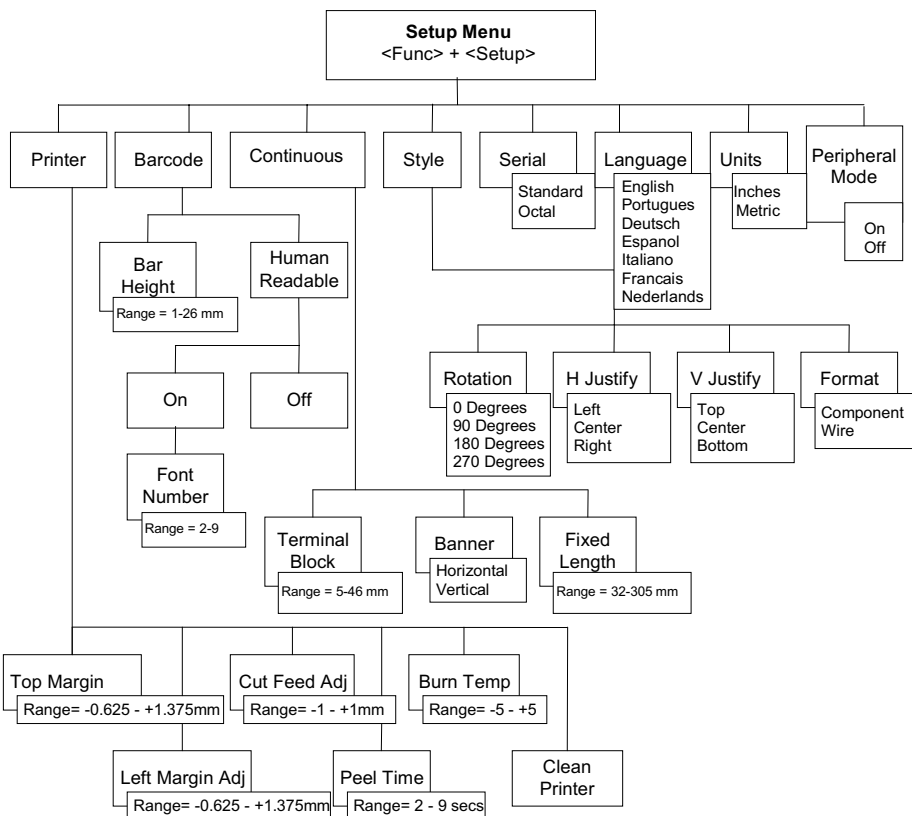 Setup Menu
<Func> + <Setup>
Printer
Barcode
Continuous
Style
Serial
Standard
Octal
Language
English
Portugues
Deutsch
Espanol
Italiano
Francais
Nederlands
Units
Inches
Metric
Peripheral
Mode
On
Off
Bar
Height
Range = 1-26 mm
Human
Readable
On
Off
Font
Number
Range = 2-9
Rotation
0 Degrees
90 Degrees
180 Degrees
270 Degrees
H Justify
Left
Center
Right
V Justify
Top
Center
Bottom
Format
Component
Wire
Terminal
Block
Range = 5-46 mm
Banner
Horizontal
Vertical
Fixed
Length
Range = 32-305 mm
Top Margin
Range= -0.625 - +1.375mm
Cut Feed Adj
Range= -1 - +1mm
Burn Temp
Range= -5 - +5
Left Margin Adj
Range= -0.625 - +1.375mm
Peel Time
Range= 2 - 9 secs
Clean
Printer